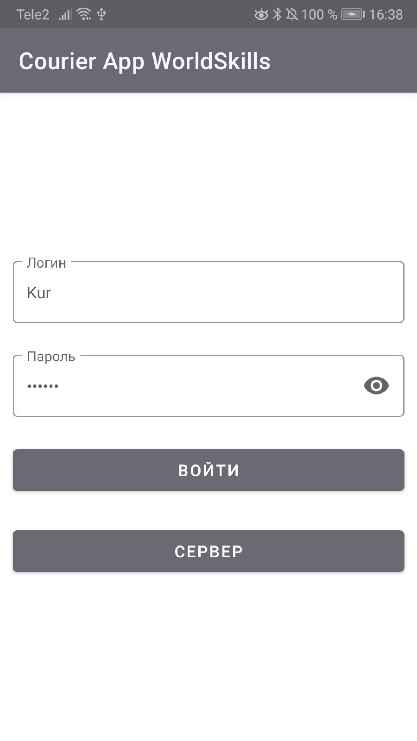 Tele2 100 % 16:38
Courier App WorldSkills
Логин
Kur
Пароль
••••••
ВОЙТИ
СЕРВЕР